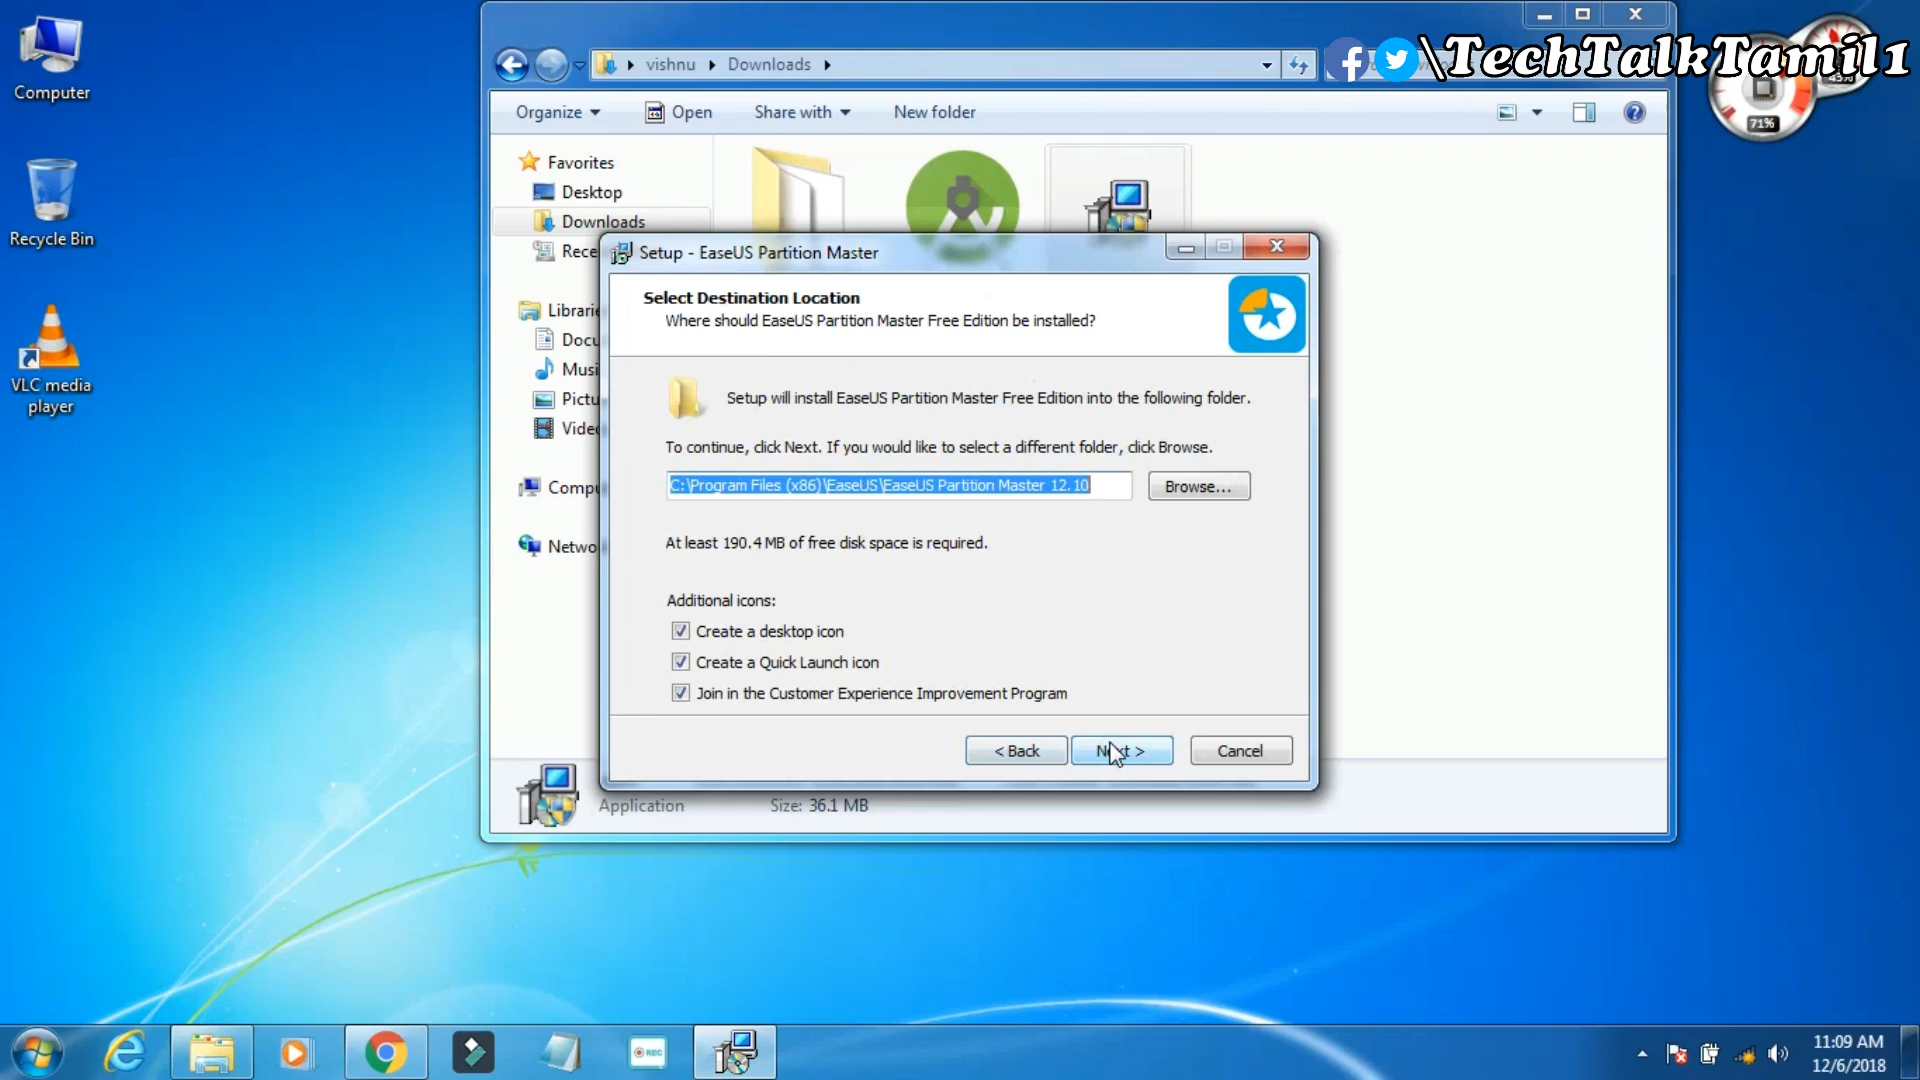 Computer
Recycle Bin
VLC media
player
vishnu
Downloads
\TechTalkTamil1
Organize
Open
Share with
New folder
71%
Favorites
Desktop
Downloads
Rece
Librarie
Docu
Musi
Pictu
Video
Compu
Netwo
Setup - EaseUS Partition Master
Select Destination Location
Where should EaseUS Partition Master Free Edition be installed?
Setup will install EaseUS Partition Master Free Edition into the following folder.
To continue, click Next. If you would like to select a different folder, click Browse.
C:\Program Files (x86)\EaseUS\EaseUS Partition Master 12.10
Browse...
At least 190.4 MB of free disk space is required.
Additional icons:
Create a desktop icon
Create a Quick Launch icon
Join in the Customer Experience Improvement Program
< Back
Next >
Cancel
Application
Size: 36.1 MB
REC
11:09 AM
12/6/2018